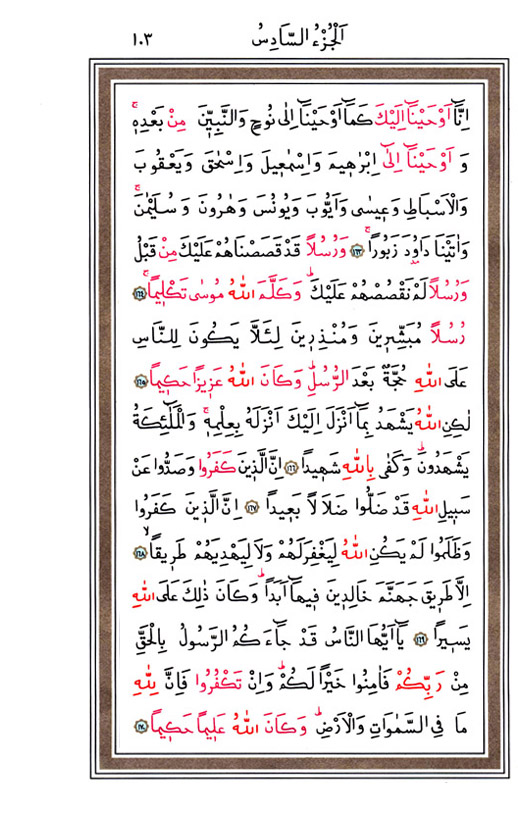 اَلْجُزْءُ السَّادِسُ ١٠٣
اِنَّٓا اَوْحَيْنَٓا اِلَيْكَ كَمَٓا اَوْحَيْنَٓا اِلٰى نُوحٍ وَالنَّبِيّ۪نَ مِنْ بَعْدِه۪ۚ
وَ اَوْحَيْنَٓا اِلٰٓى اِبْرٰه۪يمَ وَاِسْمٰع۪يلَ وَاِسْحٰقَ وَيَعْقُوبَ
وَالْاَسْبَاطِ وَع۪يسٰى وَاَيُّوبَ وَيُونُسَ وَهٰرُونَ وَ سُلَيْمٰنَۚ
وَاٰتَيْنَا دَاوُ۫دَ زَبُوراًۚ ﴿١٦٣﴾ وَرُسُلاً قَدْ قَصَصْنَاهُمْ عَلَيْكَ مِنْ قَبْلُ
وَرُسُلاً لَمْ نَقْصُصْهُمْ عَلَيْكَۜ وَكَلَّمَ اللّٰهُ مُوسٰى تَكْل۪يماًۚ ﴿١٦٤﴾
رُسُلاً مُبَشِّر۪ينَ وَمُنْذِر۪ينَ لِئَلَّا يَكُونَ لِلنَّاسِ
عَلَى اللّٰهِ حُجَّةٌ بَعْدَ الرُّسُلِۜ وَكَانَ اللّٰهُ عَز۪يزاً حَك۪يماً ﴿١٦٥﴾
لٰكِنِ اللّٰهُ يَشْهَدُ بِمَٓا اَنْزَلَ اِلَيْكَ اَنْزَلَهُ بِعِلْمِه۪ۚ وَالْمَلٰٓئِكَةُ
يَشْهَدُونَۜ وَكَفٰى بِاللّٰهِ شَه۪يداً ﴿١٦٦﴾ اِنَّ الَّذ۪ينَ كَفَرُوا وَصَدُّوا عَنْ
سَب۪يلِ اللّٰهِ قَدْ ضَلُّوا ضَلَالاً بَع۪يداً ﴿١٦٧﴾ اِنَّ الَّذ۪ينَ كَفَرُوا
وَظَلَمُوا لَمْ يَكُنِ اللّٰهُ لِيَغْفِرَ لَهُمْ وَلَا لِيَهْدِيَهُمْ طَر۪يقاًۙ ﴿١٦٨﴾
اِلَّا طَر۪يقَ جَهَنَّمَ خَالِد۪ينَ ف۪يهَٓا اَبَداًۜ وَكَانَ ذٰلِكَ عَلَى اللّٰهِ
يَس۪يراً ﴿١٦٩﴾ يَٓا اَيُّهَا النَّاسُ قَدْ جَٓاءَكُمُ الرَّسُولُ بِالْحَقِّ
مِنْ رَبِّكُمْ فَاٰمِنُوا خَيْراً لَكُمْۜ وَاِنْ تَكْفُرُوا فَاِنَّ لِلّٰهِ
مَا فِي السَّمٰوَاتِ وَالْاَرْضِۜ وَكَانَ اللّٰهُ عَل۪يماً حَك۪يماً ﴿١٧٠﴾